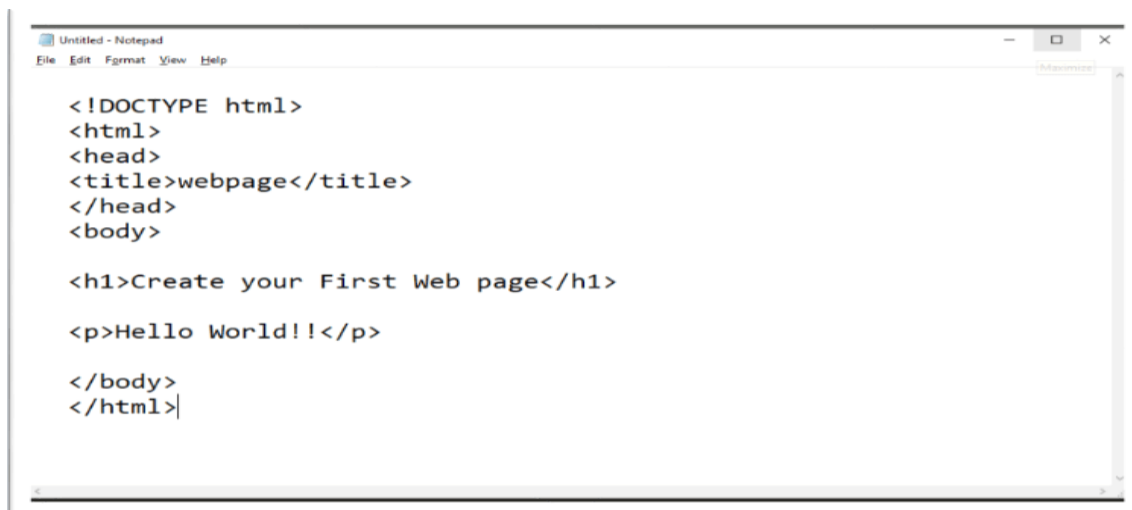 Untitled - Notepad
File Edit Format View Help
Maximize
<!DOCTYPE html>
<html>
<head>
<title>webpage</title>
</head>
<body>
<h1>Create your First Web page</h1>
<p>Hello World!!</p>
</body>
</html>